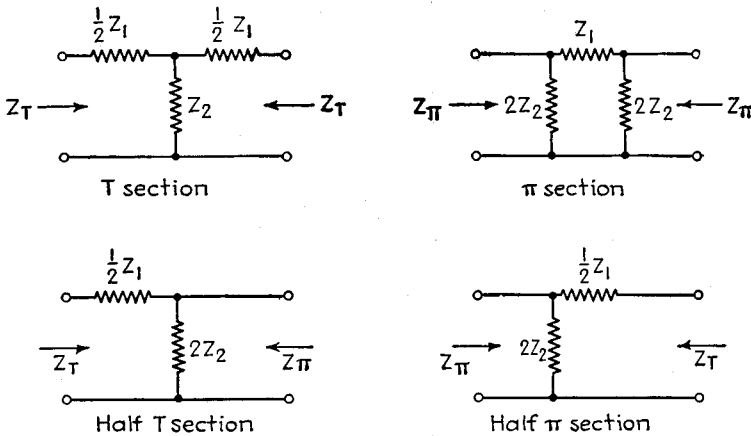 ½ Z₁ ½ Z₁
Z_T Z₂ Z_T
T section
Z₁
Z_π 2Z₂ 2Z₂ Z_π
π section
½ Z₁
Z_T 2Z₂ Z_π
Half T section
½ Z₁
Z_π 2Z₂ Z_T
Half π section